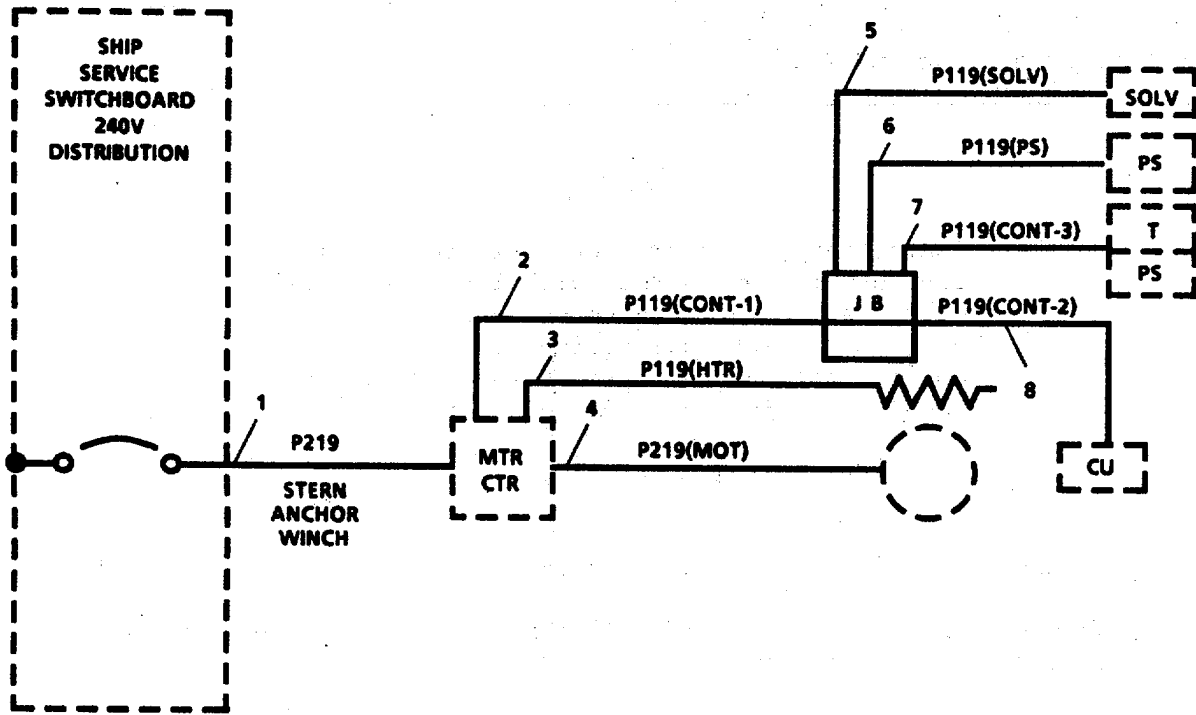 SHIP
SERVICE
SWITCHBOARD
240V
DISTRIBUTION
5
P119(SOLV)
SOLV
6
P119(PS)
PS
7
P119(CONT-3)
T
PS
2
P119(CONT-1)
J B
P119(CONT-2)
3
P119(HTR)
8
1
P219
4
P219(MOT)
MTR
CTR
CU
STERN
ANCHOR
WINCH